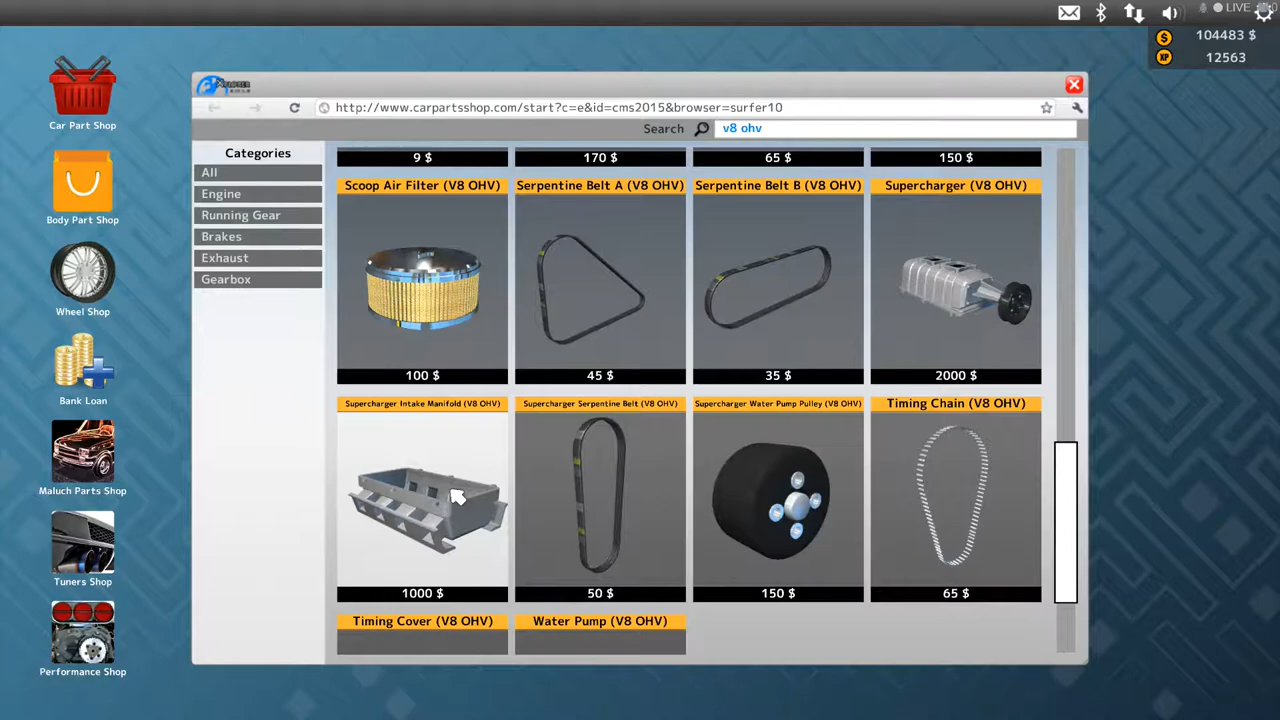 LIVE
104483 $
12563
http://www.carpartsshop.com/start?c=e&id=cms2015&browser=surfer10
Search
v8 ohv
Car Part Shop
Body Part Shop
Wheel Shop
Bank Loan
Maluch Parts Shop
Tuners Shop
Performance Shop
Categories
All
Engine
Running Gear
Brakes
Exhaust
Gearbox
9 $
170 $
65 $
150 $
Scoop Air Filter (V8 OHV)
Serpentine Belt A (V8 OHV)
Serpentine Belt B (V8 OHV)
Supercharger (V8 OHV)
100 $
45 $
35 $
2000 $
Supercharger Intake Manifold (V8 OHV)
Supercharger Serpentine Belt (V8 OHV)
Supercharger Water Pump Pulley (V8 OHV)
Timing Chain (V8 OHV)
1000 $
50 $
150 $
65 $
Timing Cover (V8 OHV)
Water Pump (V8 OHV)